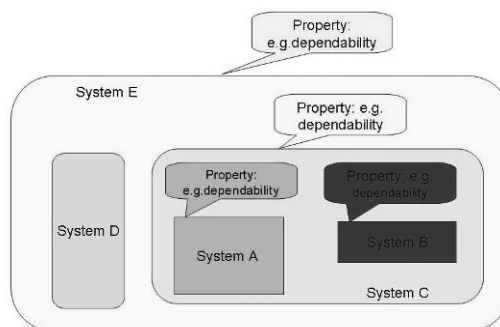 Property:
e.g.dependability
System E
Property: e.g.
dependability
Property:
e.g.dependability
Property: e.g.
dependability
System D
System A
System B
System C